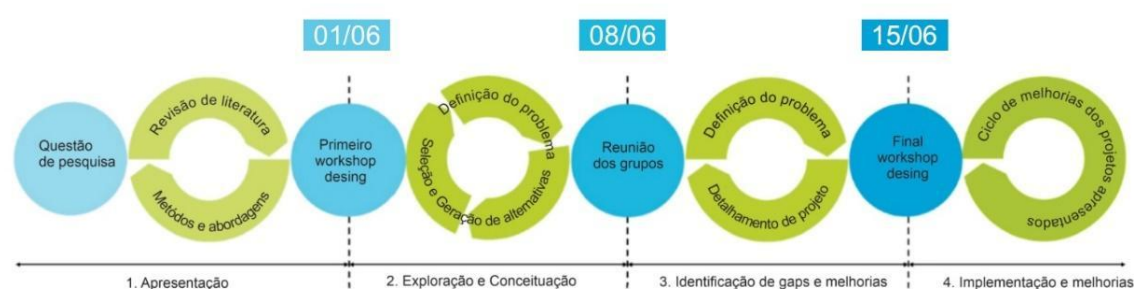 01/06
08/06
15/06
Questão
de pesquisa
Revisão de literatura
Metódos e abordagens
Primeiro
workshop
desing
Definição do problema
Seleção e Geração de alternativas
Reunião
dos grupos
Definição do problema
Detalhamento de projeto
Final
workshop
desing
Ciclo de melhorias dos projetos apresentados
1. Apresentação
2. Exploração e Conceituação
3. Identificação de gaps e melhorias
4. Implementação e melhorias